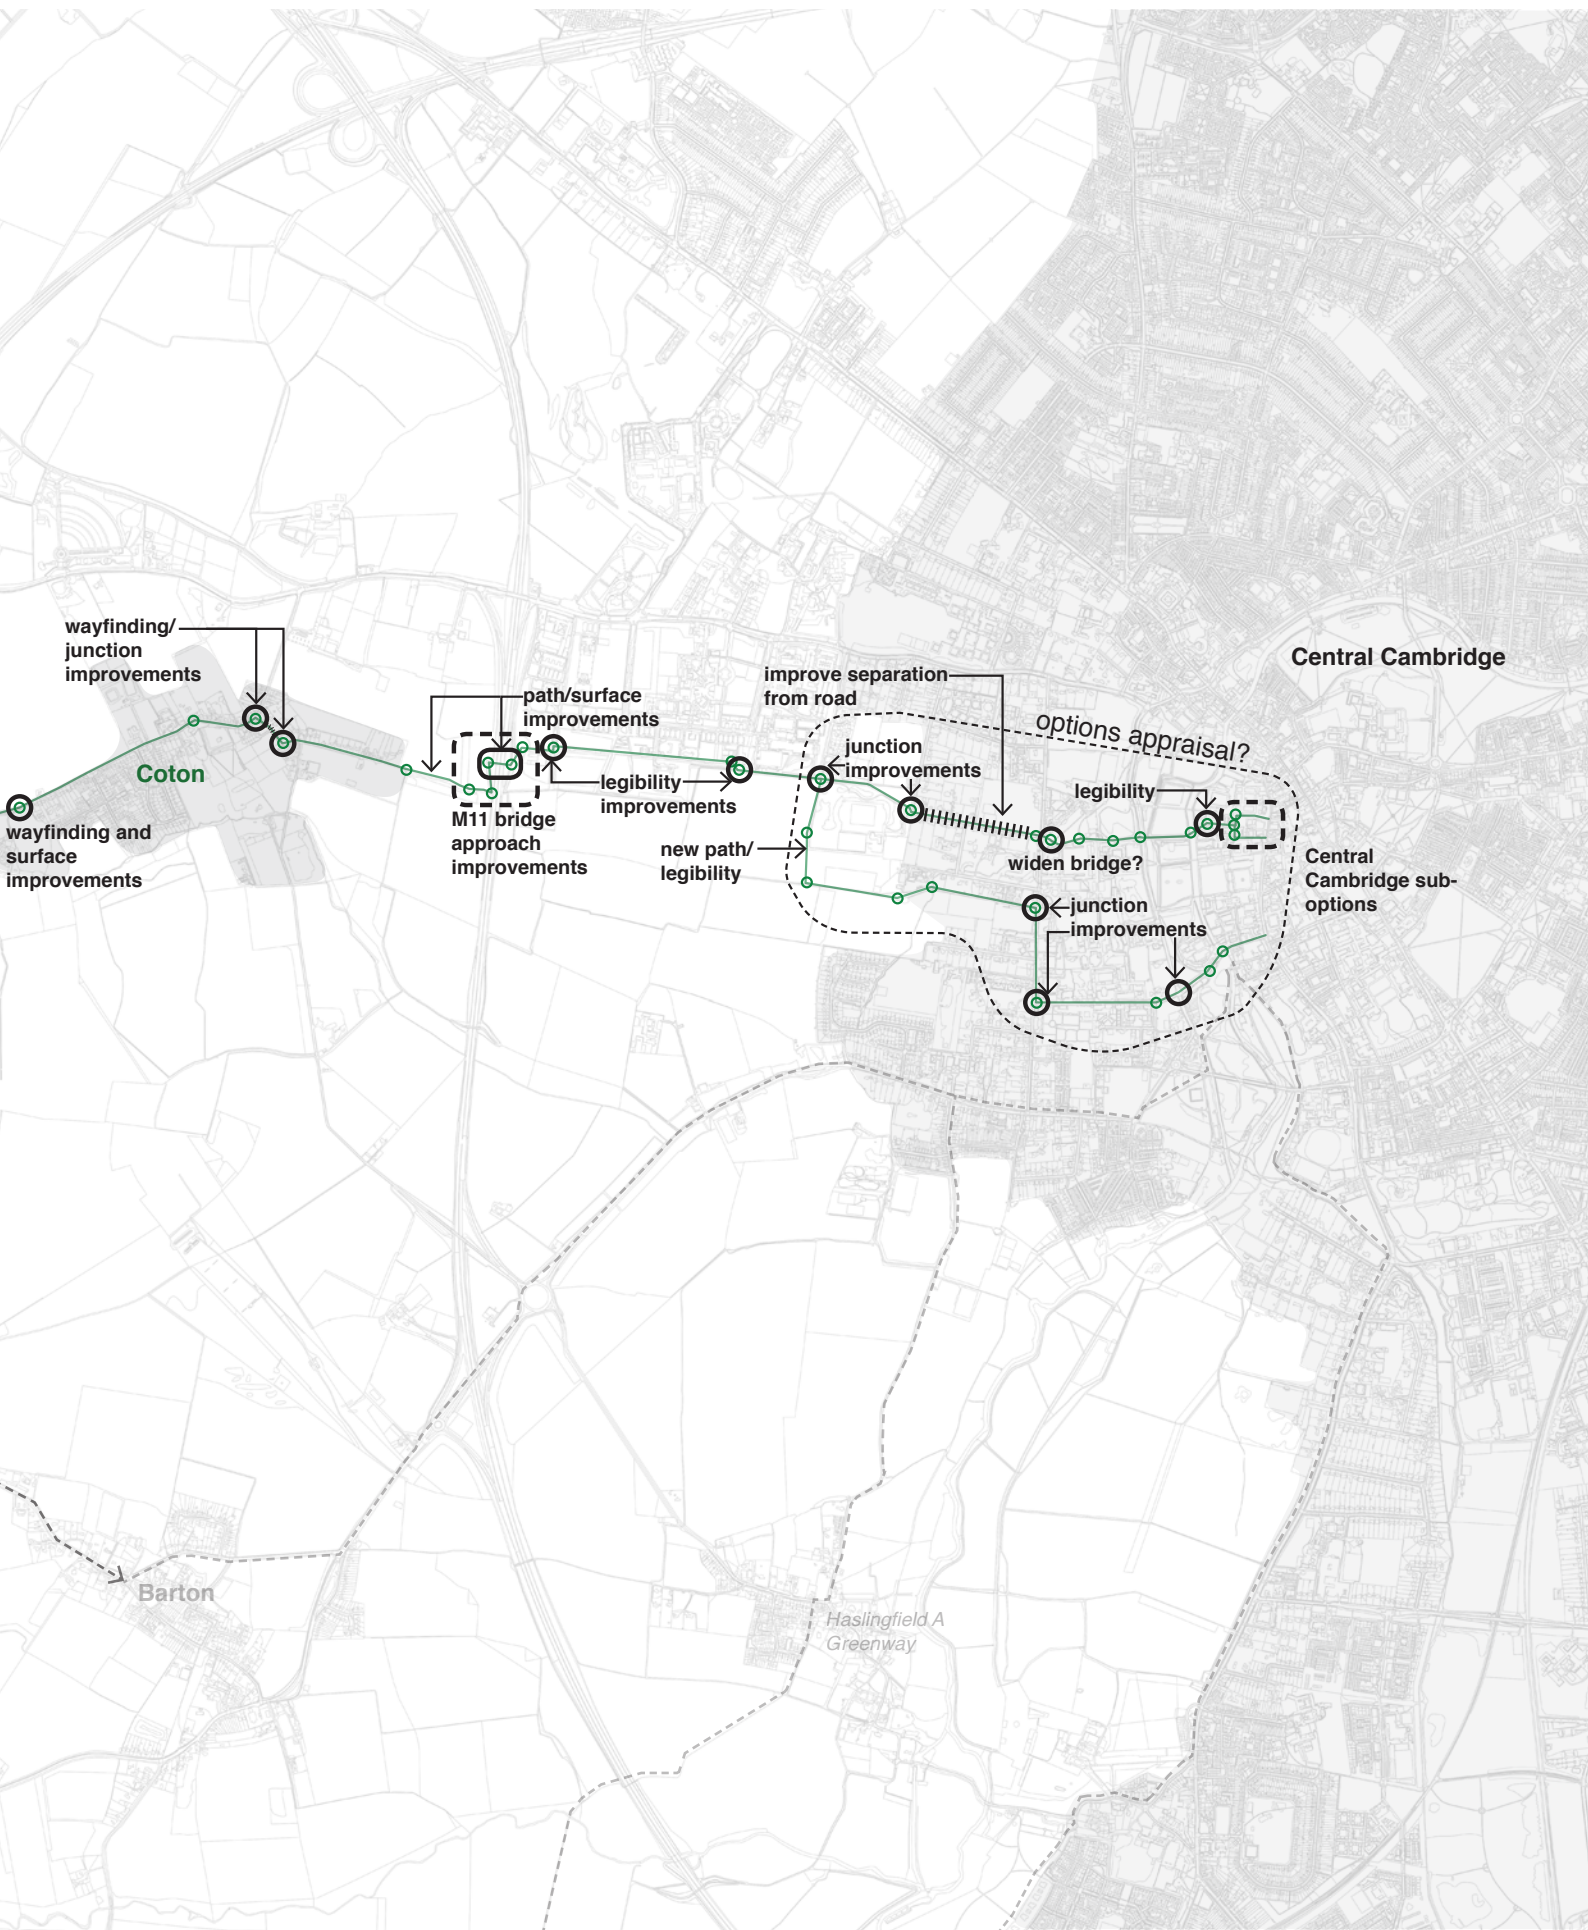 wayfinding/
junction
improvements
Central Cambridge
improve separation
from road
path/surface
improvements
options appraisal?
junction
improvements
Coton
legibility
improvements
legibility
wayfinding and
surface
improvements
M11 bridge
approach
improvements
new path/
legibility
widen bridge?
Central
Cambridge sub-
options
junction
improvements
Barton
Haslingfield A
Greenway